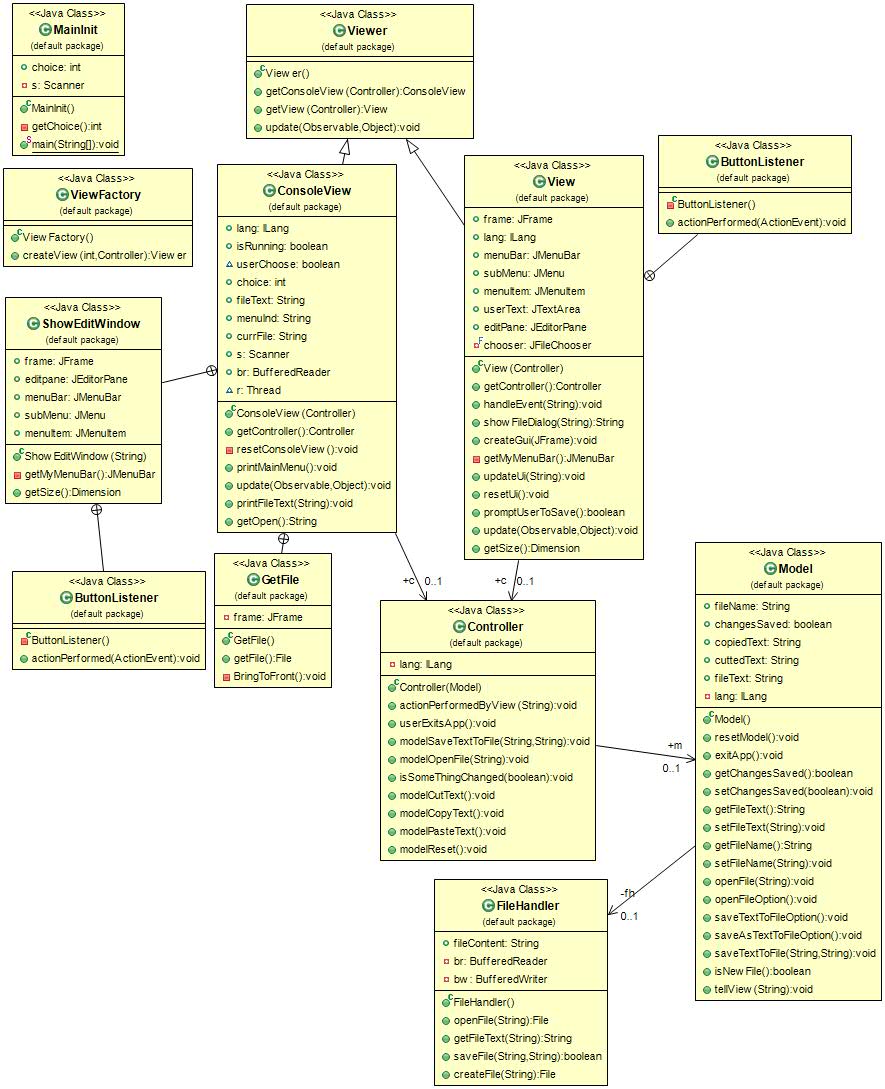 <<Java Class>>
MainInit
(default package)
choice: int
s: Scanner
MainInit()
getChoice():int
main(String[]):void
<<Java Class>>
Viewer
(default package)
Viewer()
getConsoleView(Controller):ConsoleView
getView(Controller):View
update(Observable,Object):void
<<Java Class>>
ButtonListener
(default package)
ButtonListener()
actionPerformed(ActionEvent):void
<<Java Class>>
ViewFactory
(default package)
ViewFactory()
createView(int,Controller):Viewer
<<Java Class>>
ConsoleView
(default package)
lang: ILang
isRunning: boolean
userChoose: boolean
choice: int
fileText: String
menuInd: String
currFile: String
s: Scanner
br: BufferedReader
r: Thread
ConsoleView(Controller)
getController():Controller
resetConsoleView():void
printMainMenu():void
update(Observable,Object):void
printFileText(String):void
getOpen():String
<<Java Class>>
View
(default package)
frame: JFrame
lang: ILang
menuBar: JMenuBar
subMenu: JMenu
menuItem: JMenuItem
userText: JTextArea
editPane: JEditorPane
chooser: JFileChooser
View(Controller)
getController():Controller
handleEvent(String):void
showFileDialog(String):String
createGui(JFrame):void
getMyMenuBar():JMenuBar
updateUi(String):void
resetUi():void
promptUserToSave():boolean
update(Observable,Object):void
getSize():Dimension
<<Java Class>>
ShowEditWindow
(default package)
frame: JFrame
editpane: JEditorPane
menuBar: JMenuBar
subMenu: JMenu
menuItem: JMenuItem
ShowEditWindow(String)
getMyMenuBar():JMenuBar
getSize():Dimension
<<Java Class>>
ButtonListener
(default package)
ButtonListener()
actionPerformed(ActionEvent):void
<<Java Class>>
GetFile
(default package)
frame: JFrame
GetFile()
getFile():File
BringToFront():void
+c 0..1
+c 0..1
<<Java Class>>
Controller
(default package)
lang: ILang
Controller(Model)
actionPerformedByView(String):void
userExitsApp():void
modelSaveTextToFile(String,String):void
modelOpenFile(String):void
isSomeThingChanged(boolean):void
modelCutText():void
modelCopyText():void
modelPasteText():void
modelReset():void
+m
0..1
<<Java Class>>
Model
(default package)
fileName: String
changesSaved: boolean
copiedText: String
cuttedText: String
fileText: String
lang: ILang
Model()
resetModel():void
exitApp():void
getChangesSaved():boolean
setChangesSaved(boolean):void
getFileText():String
setFileText(String):void
getFileName():String
setFileName(String):void
openFile(String):void
openFileOption():void
saveTextToFileOption():void
saveAsTextToFileOption():void
saveTextToFile(String,String):void
isNewFile():boolean
tellView(String):void
-fh
0..1
<<Java Class>>
FileHandler
(default package)
fileContent: String
br: BufferedReader
bw: BufferedWriter
FileHandler()
openFile(String):File
getFileText(String):String
saveFile(String,String):boolean
createFile(String):File